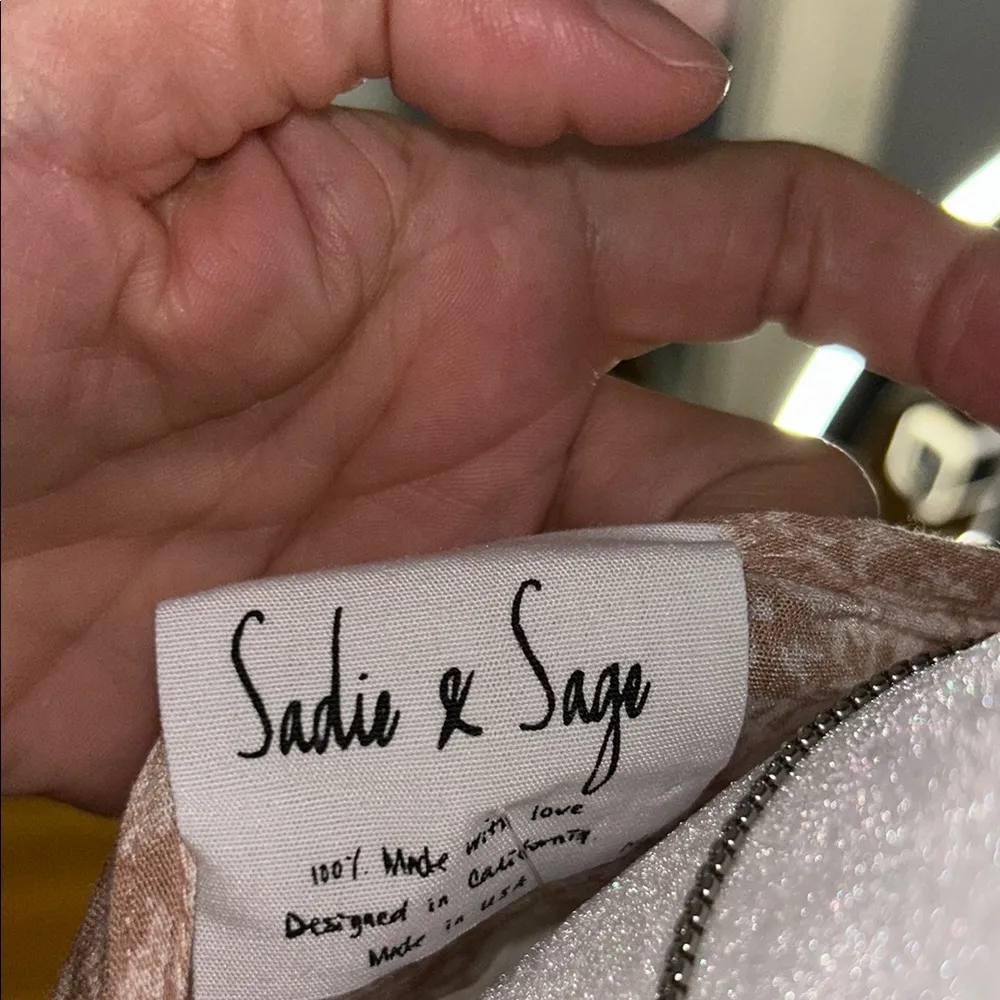 Sadie & Sage
100% Made with love
Designed in California
Made in USA